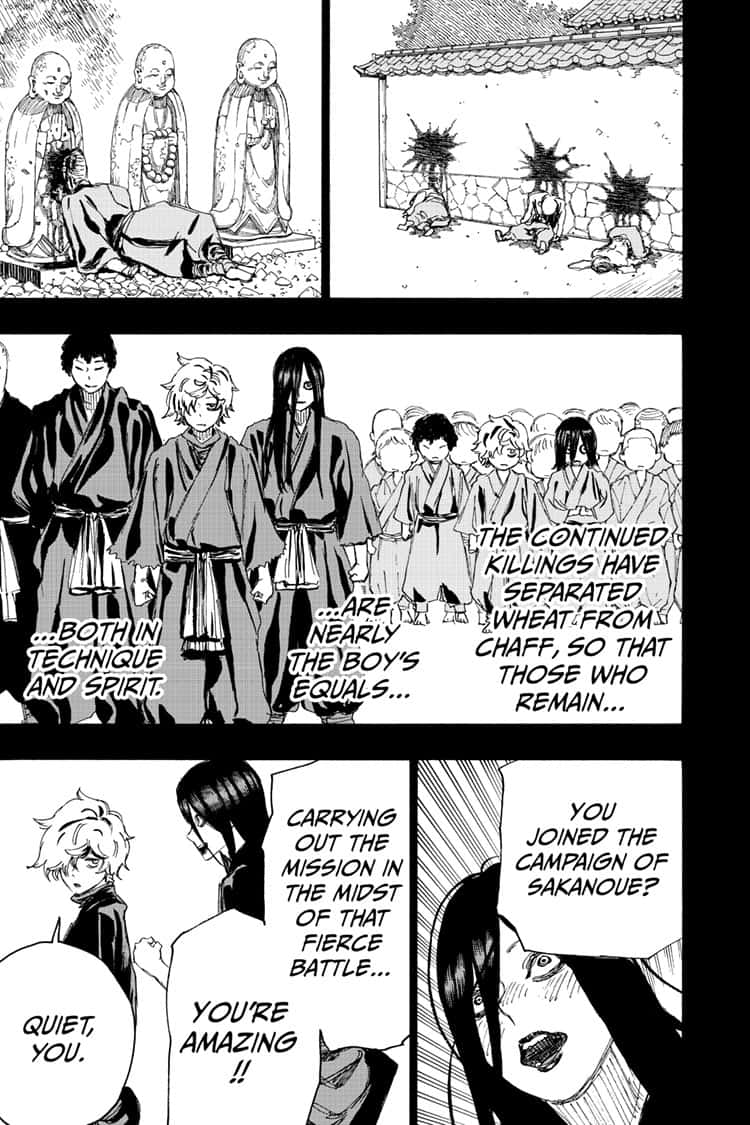 THE CONTINUED
KILLINGS HAVE
SEPARATED
WHEAT FROM
CHAFF, SO THAT
THOSE WHO
REMAIN...
...ARE
NEARLY
THE BOY'S
EQUALS...
...BOTH IN
TECHNIQUE
AND SPIRIT.
YOU
JOINED THE
CAMPAIGN OF
SAKANOUE?
CARRYING
OUT THE
MISSION IN
THE MIDST
OF THAT
FIERCE
BATTLE...
YOU'RE
AMAZING
!!
QUIET,
YOU.